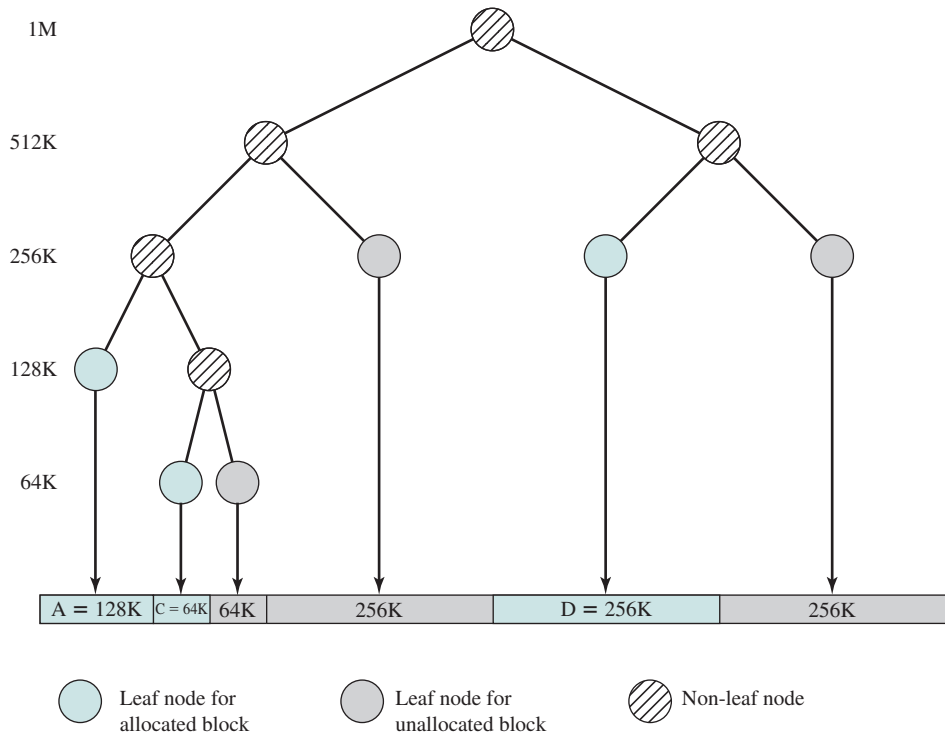 1M
512K
256K
128K
64K
A = 128K
C = 64K
64K
256K
D = 256K
256K
Leaf node for
allocated block
Leaf node for
unallocated block
Non-leaf node